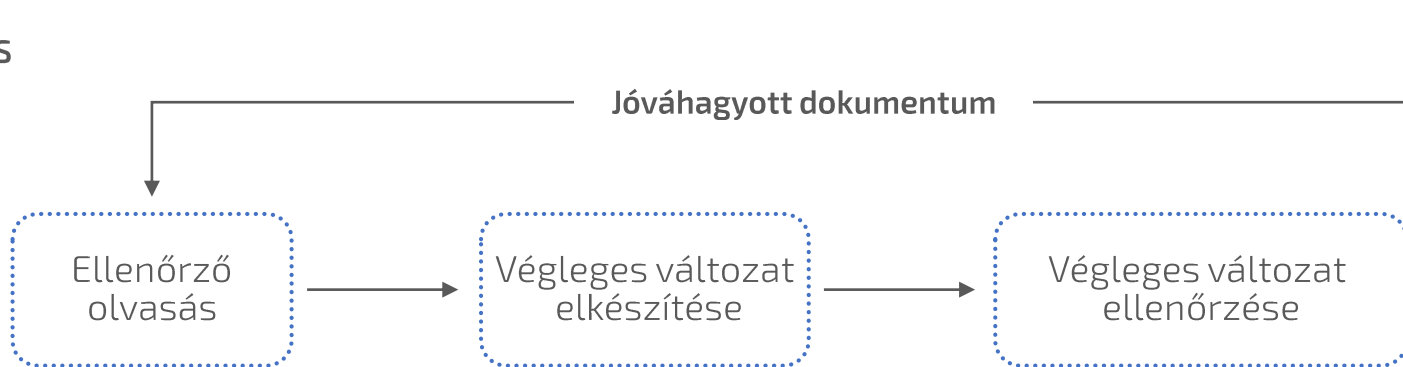 s
Jóváhagyott dokumentum
Ellenőrző
olvasás
Végleges változat
elkészítése
Végleges változat
ellenőrzése